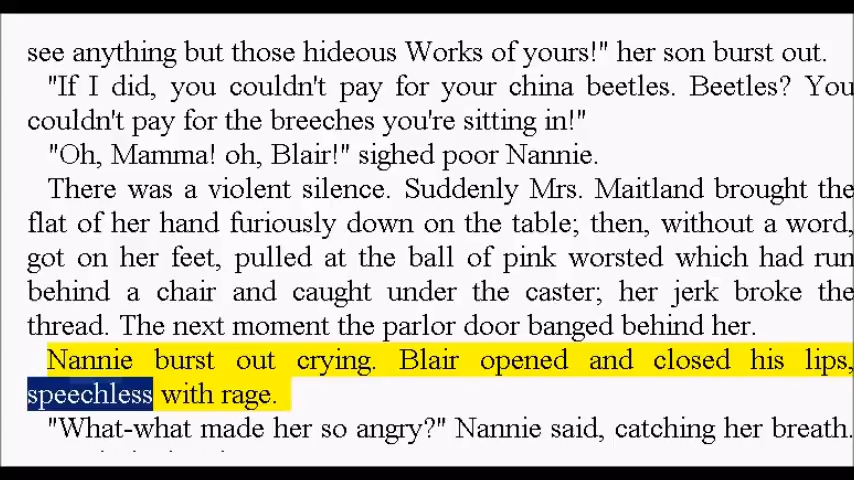 see anything but those hideous Works of yours!" her son burst out.
"If I did, you couldn't pay for your china beetles. Beetles? You
couldn't pay for the breeches you're sitting in!"
"Oh, Mamma! oh, Blair!" sighed poor Nannie.
There was a violent silence. Suddenly Mrs. Maitland brought the
flat of her hand furiously down on the table; then, without a word,
got on her feet, pulled at the ball of pink worsted which had run
behind a chair and caught under the caster; her jerk broke the
thread. The next moment the parlor door banged behind her.
Nannie burst out crying. Blair opened and closed his lips,
speechless with rage.
"What-what made her so angry?" Nannie said, catching her breath.